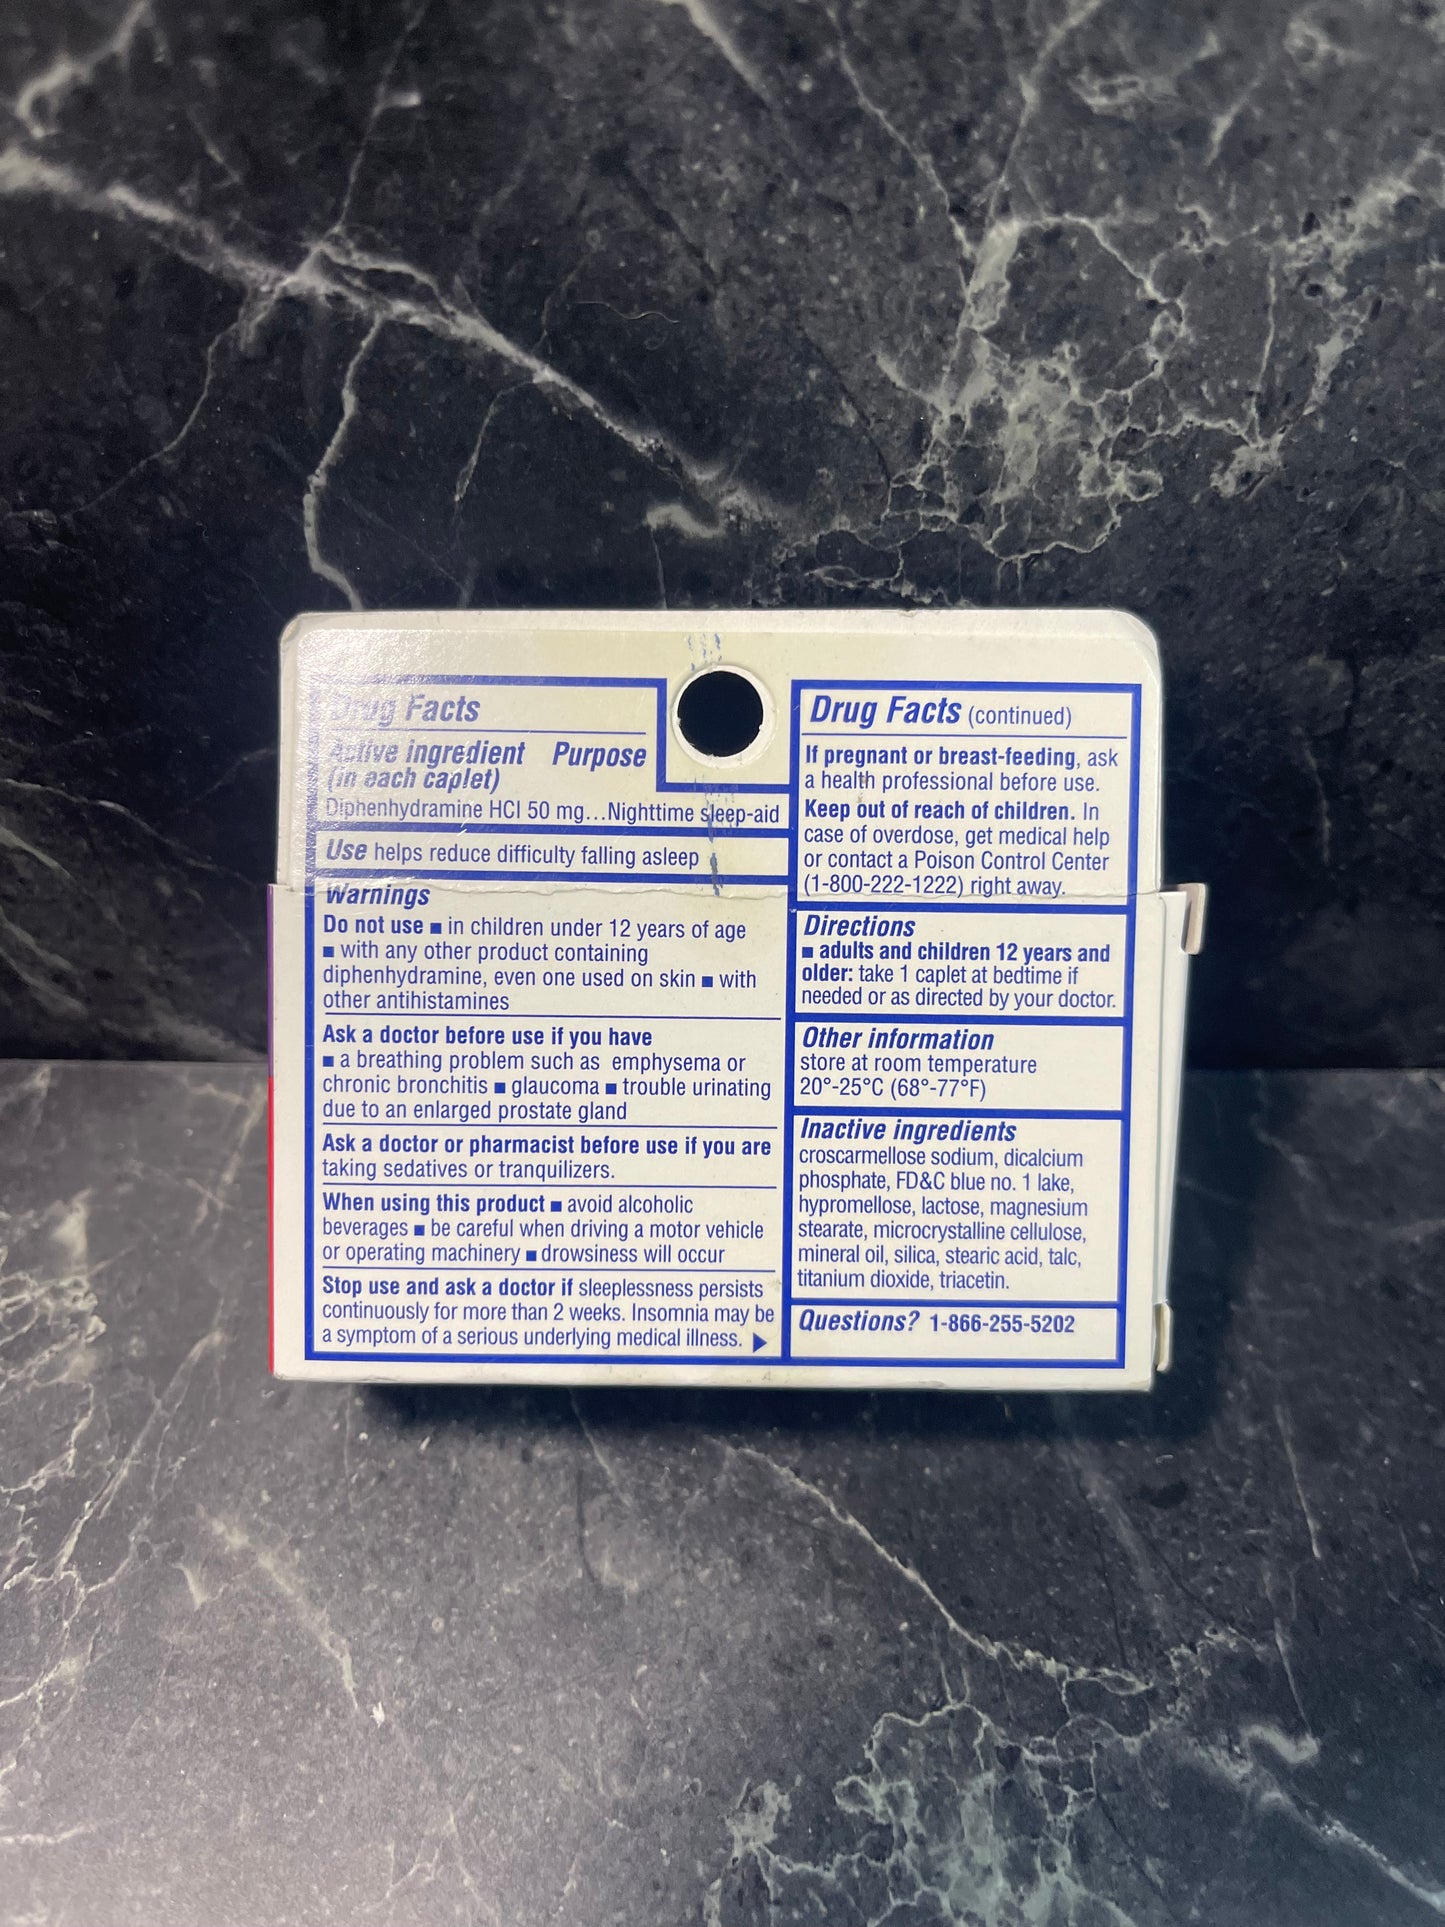 Drug Facts
Active ingredient Purpose
(in each caplet)
Diphenhydramine HCl 50 mg...Nighttime sleep-aid
Use helps reduce difficulty falling asleep
Warnings
Do not use ■ in children under 12 years of age
■ with any other product containing
diphenhydramine, even one used on skin ■ with
other antihistamines
Ask a doctor before use if you have
■ a breathing problem such as emphysema or
chronic bronchitis ■ glaucoma ■ trouble urinating
due to an enlarged prostate gland
Ask a doctor or pharmacist before use if you are
taking sedatives or tranquilizers.
When using this product ■ avoid alcoholic
beverages ■ be careful when driving a motor vehicle
or operating machinery ■ drowsiness will occur
Stop use and ask a doctor if sleeplessness persists
continuously for more than 2 weeks. Insomnia may be
a symptom of a serious underlying medical illness. ▶
Drug Facts (continued)
If pregnant or breast-feeding, ask
a health professional before use.
Keep out of reach of children. In
case of overdose, get medical help
or contact a Poison Control Center
(1-800-222-1222) right away.
Directions
■ adults and children 12 years and
older: take 1 caplet at bedtime if
needed or as directed by your doctor.
Other information
store at room temperature
20°-25°C (68°-77°F)
Inactive ingredients
croscarmellose sodium, dicalcium
phosphate, FD&C blue no. 1 lake,
hypromellose, lactose, magnesium
stearate, microcrystalline cellulose,
mineral oil, silica, stearic acid, talc,
titanium dioxide, triacetin.
Questions? 1-866-255-5202